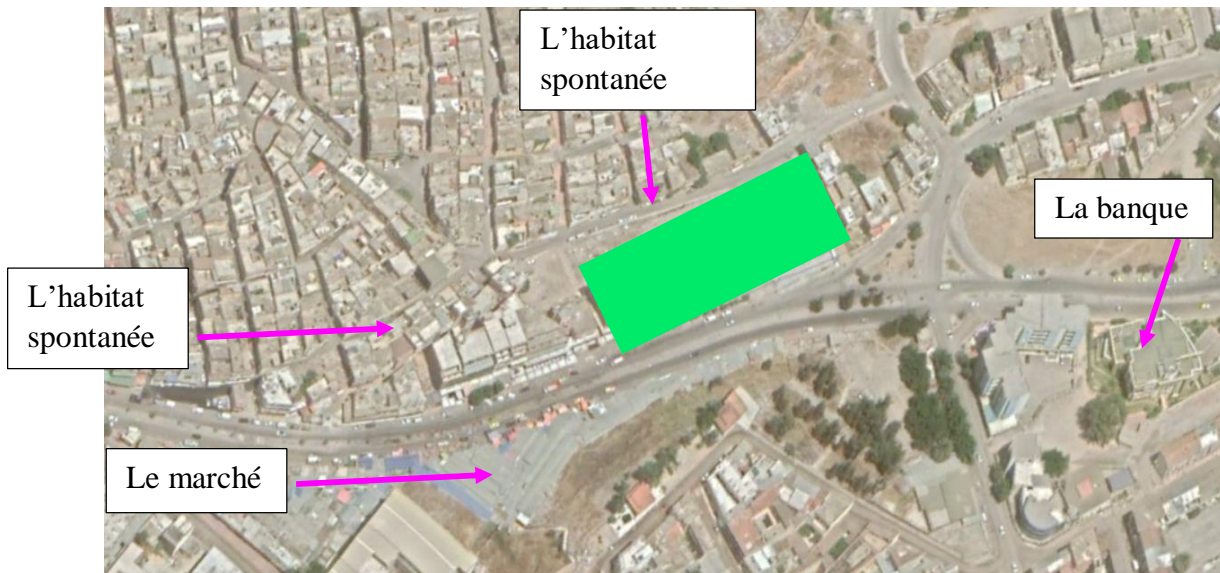 L’habitat
spontanée
La banque
L’habitat
spontanée
Le marché